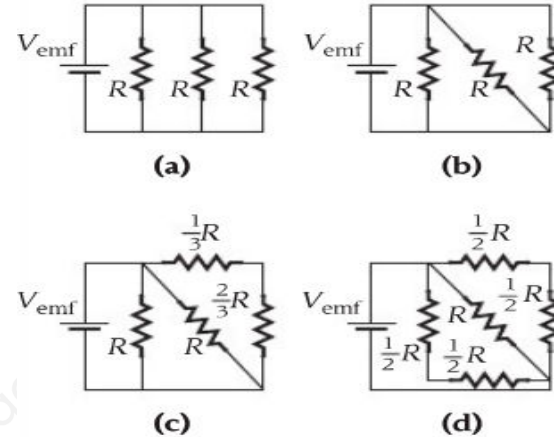 V_emf R R R
V_emf R R R
(a) (b)
1/3 R 1/2 R
V_emf R R 2/3 R
V_emf 1/2 R R 1/2 R 1/2 R
(c) (d)